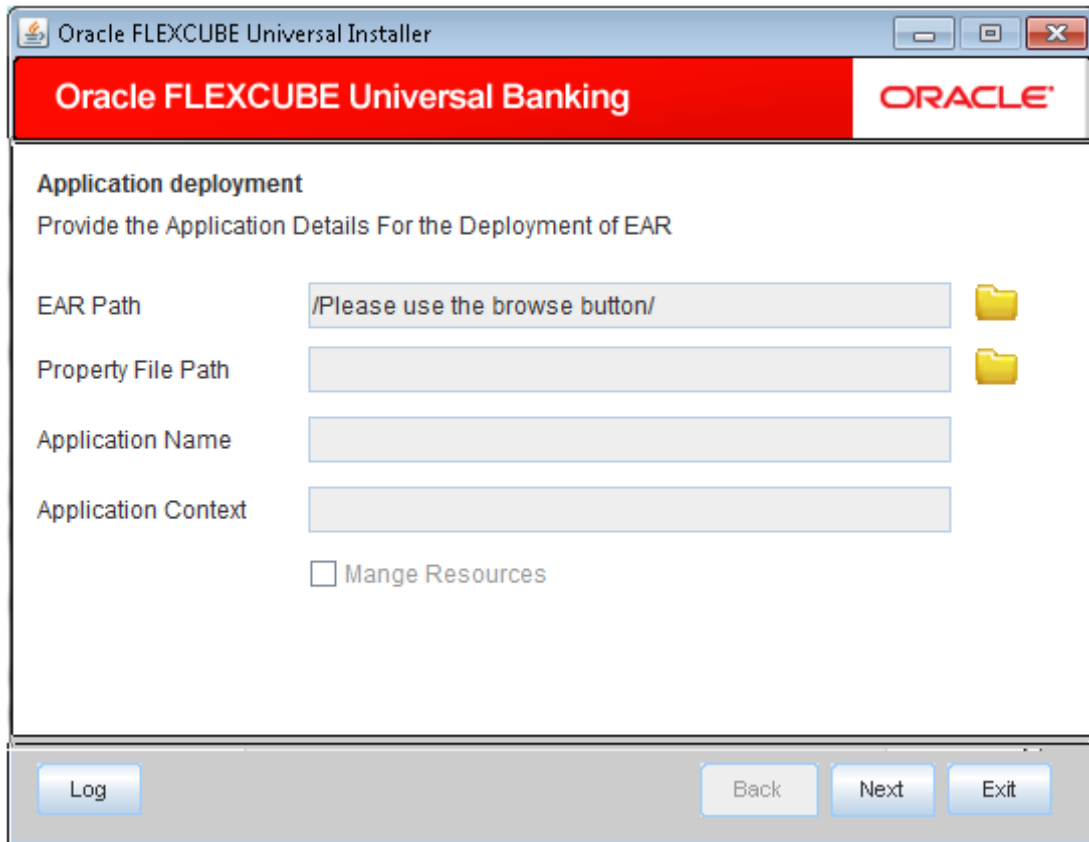 Oracle FLEXCUBE Universal Installer
Oracle FLEXCUBE Universal Banking
ORACLE
Application deployment
Provide the Application Details For the Deployment of EAR
EAR Path
/Please use the browse button/
Property File Path
Application Name
Application Context
Mange Resources
Log
Back
Next
Exit